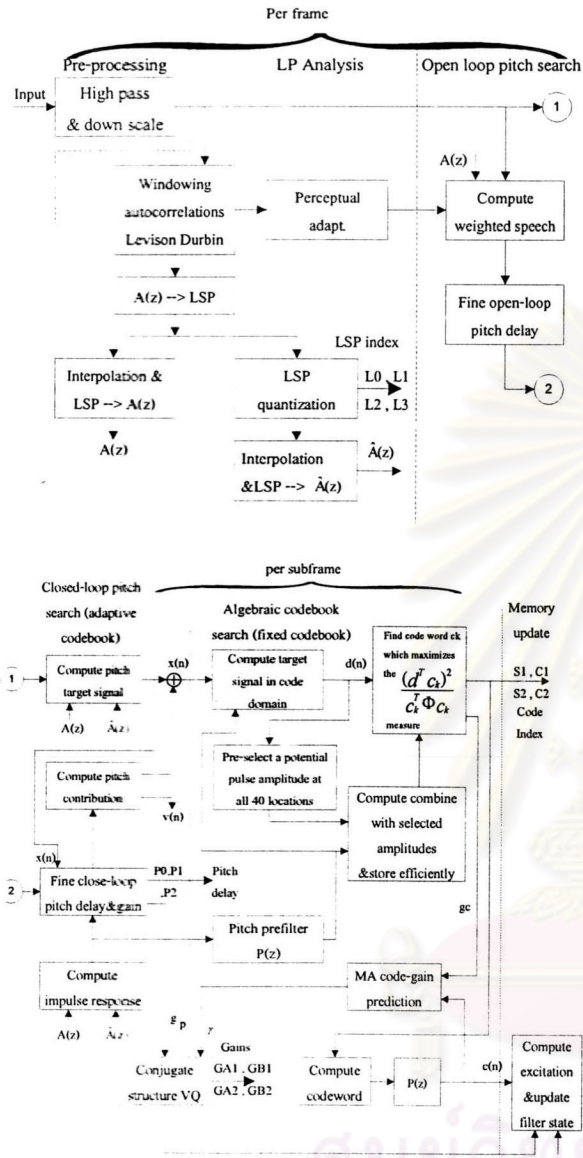 Per frame
Pre-processing
LP Analysis
Open loop pitch search
Input
High pass
& down scale
1
A(z)
Windowing
autocorrelations
Levison Durbin
Perceptual
adapt.
Compute
weighted speech
A(z) --> LSP
Fine open-loop
pitch delay
LSP index
Interpolation &
LSP --> A(z)
LSP
quantization
L0 , L1
L2 , L3
2
A(z)
Interpolation
&LSP --> Â(z)
Â(z)
per subframe
Closed-loop pitch
search (adaptive
codebook)
Algebraic codebook
search (fixed codebook)
Memory
update
1
Compute pitch
target signal
x(n)
Compute target
signal in code
domain
d(n)
Find code word ck
which maximizes
the (d^T c_k)^2
c_k^T Φ c_k
measure
S1 , C1
S2 , C2
Code
Index
A(z)
Â(z)
Compute pitch
contribution
v(n)
Pre-select a potential
pulse amplitude at
all 40 locations
Compute combine
with selected
amplitudes
&store efficiently
x(n)
2
Fine close-loop
pitch delay&gain
P0,P1
,P2
Pitch
delay
gc
Pitch prefilter
P(z)
Compute
impulse response
MA code-gain
prediction
A(z)
Â(z)
g p
γ
Gains
Conjugate
structure VQ
GA1 , GB1
GA2 , GB2
Compute
codeword
P(z)
c(n)
Compute
excitation
&update
filter state